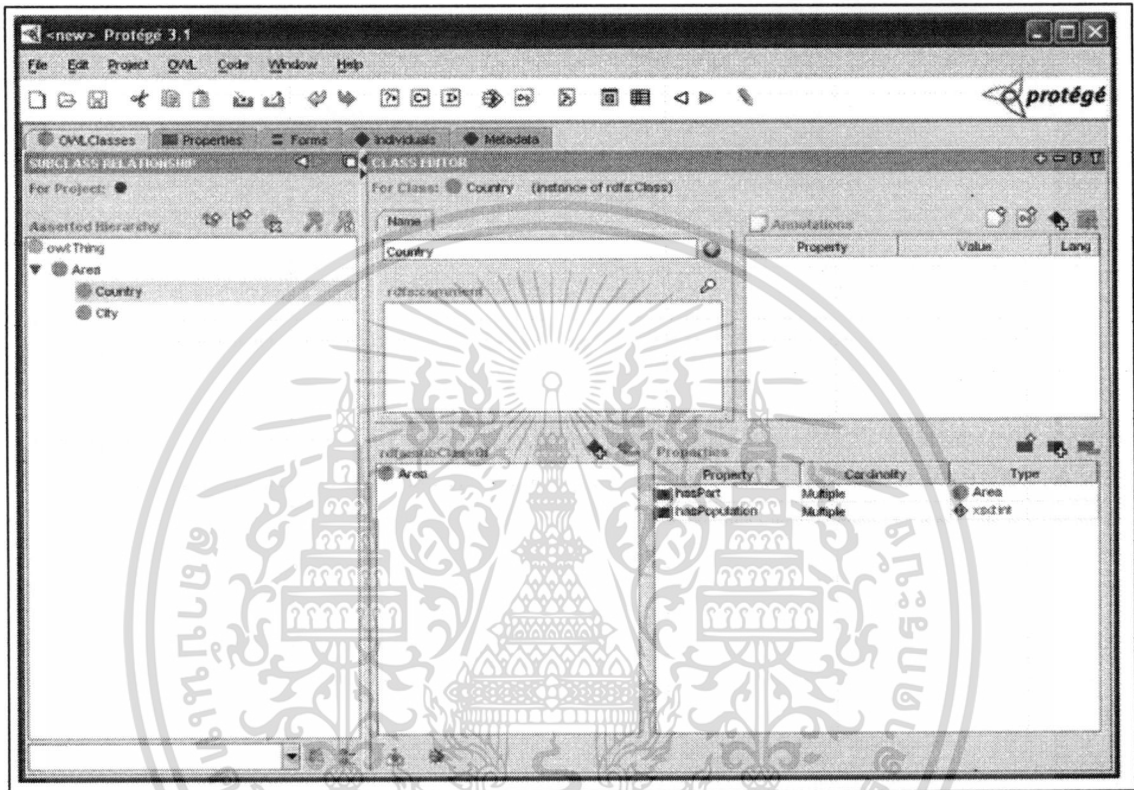 <new> Protégé 3.1
File Edit Project OWL Code Window Help
protégé
OWLClasses Properties Forms Individuals Metadata
SUBCLASS RELATIONSHIP
For Project:
Asserted Hierarchy
owl:Thing
Area
Country
City
CLASS EDITOR
For Class: Country (instance of rdfs:Class)
Name
Country
rdfs:comment
Annotations
Property Value Lang
rdfs:subClassOf
Area
Properties
Property Cardinality Type
hasPart Multiple Area
hasPopulation Multiple xsd:int